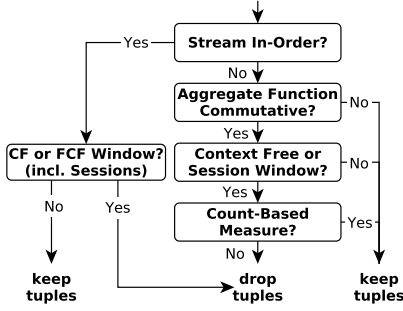 Stream In-Order?
Yes
No
Aggregate Function
Commutative?
No
Yes
CF or FCF Window?
(incl. Sessions)
Context Free or
Session Window?
No
No
Yes
Yes
Count-Based
Measure?
Yes
No
keep
tuples
drop
tuples
keep
tuples